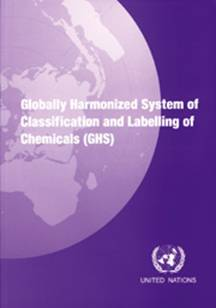 Globally Harmonized System of
Classification and Labelling of
Chemicals (GHS)
UNITED NATIONS